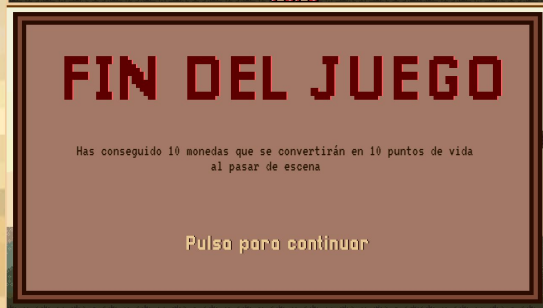 FIN DEL JUEGO
Has conseguido 10 monedas que se convertirán en 10 puntos de vida
al pasar de escena
Pulsa para continuar